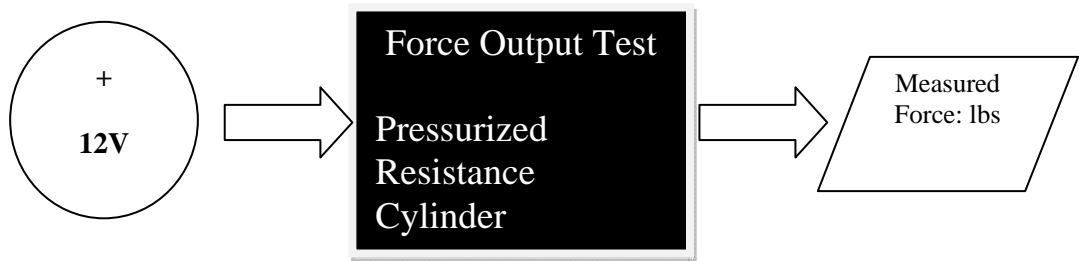 +
12V
Force Output Test
Pressurized
Resistance
Cylinder
Measured
Force: lbs